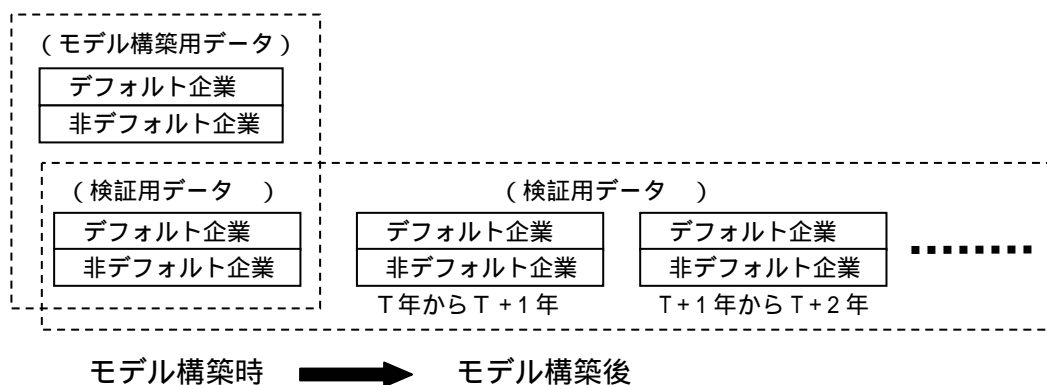 (モデル構築用データ)
デフォルト企業
非デフォルト企業
(検証用データ )
デフォルト企業
非デフォルト企業
(検証用データ )
デフォルト企業
非デフォルト企業
T年からT+1年
デフォルト企業
非デフォルト企業
T+1年からT+2年
モデル構築時
モデル構築後